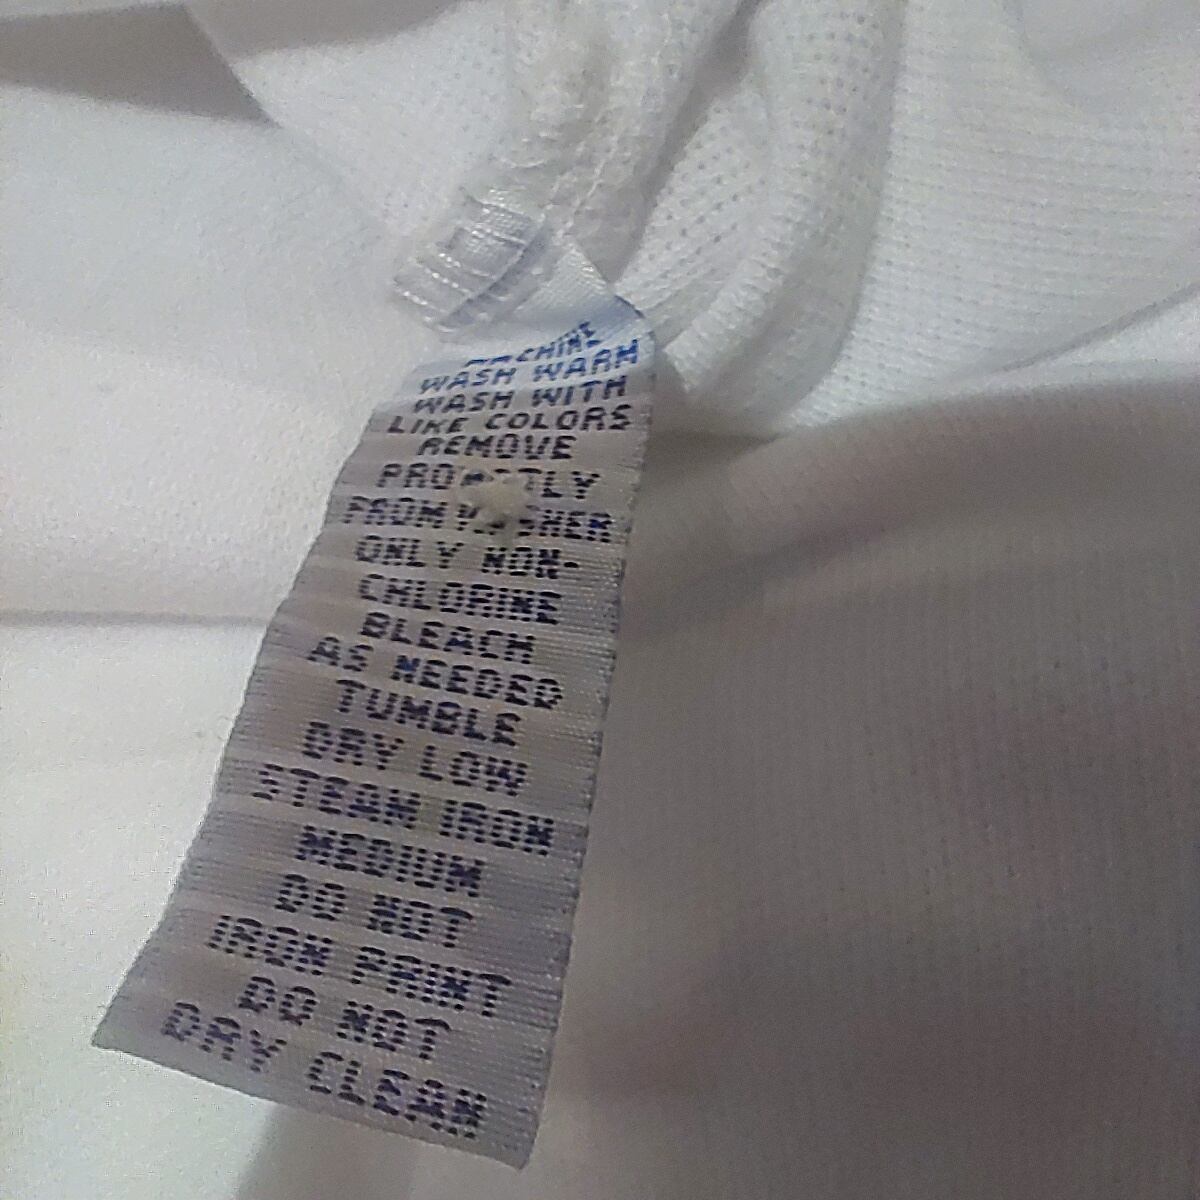 MACHINE
WASH WARM
WASH WITH
LIKE COLORS
REMOVE
PROMPTLY
FROM WASHER
ONLY NON-
CHLORINE
BLEACH
AS NEEDED
TUMBLE
DRY LOW
STEAM IRON
MEDIUM
DO NOT
IRON PRINT
DO NOT
DRY CLEAN